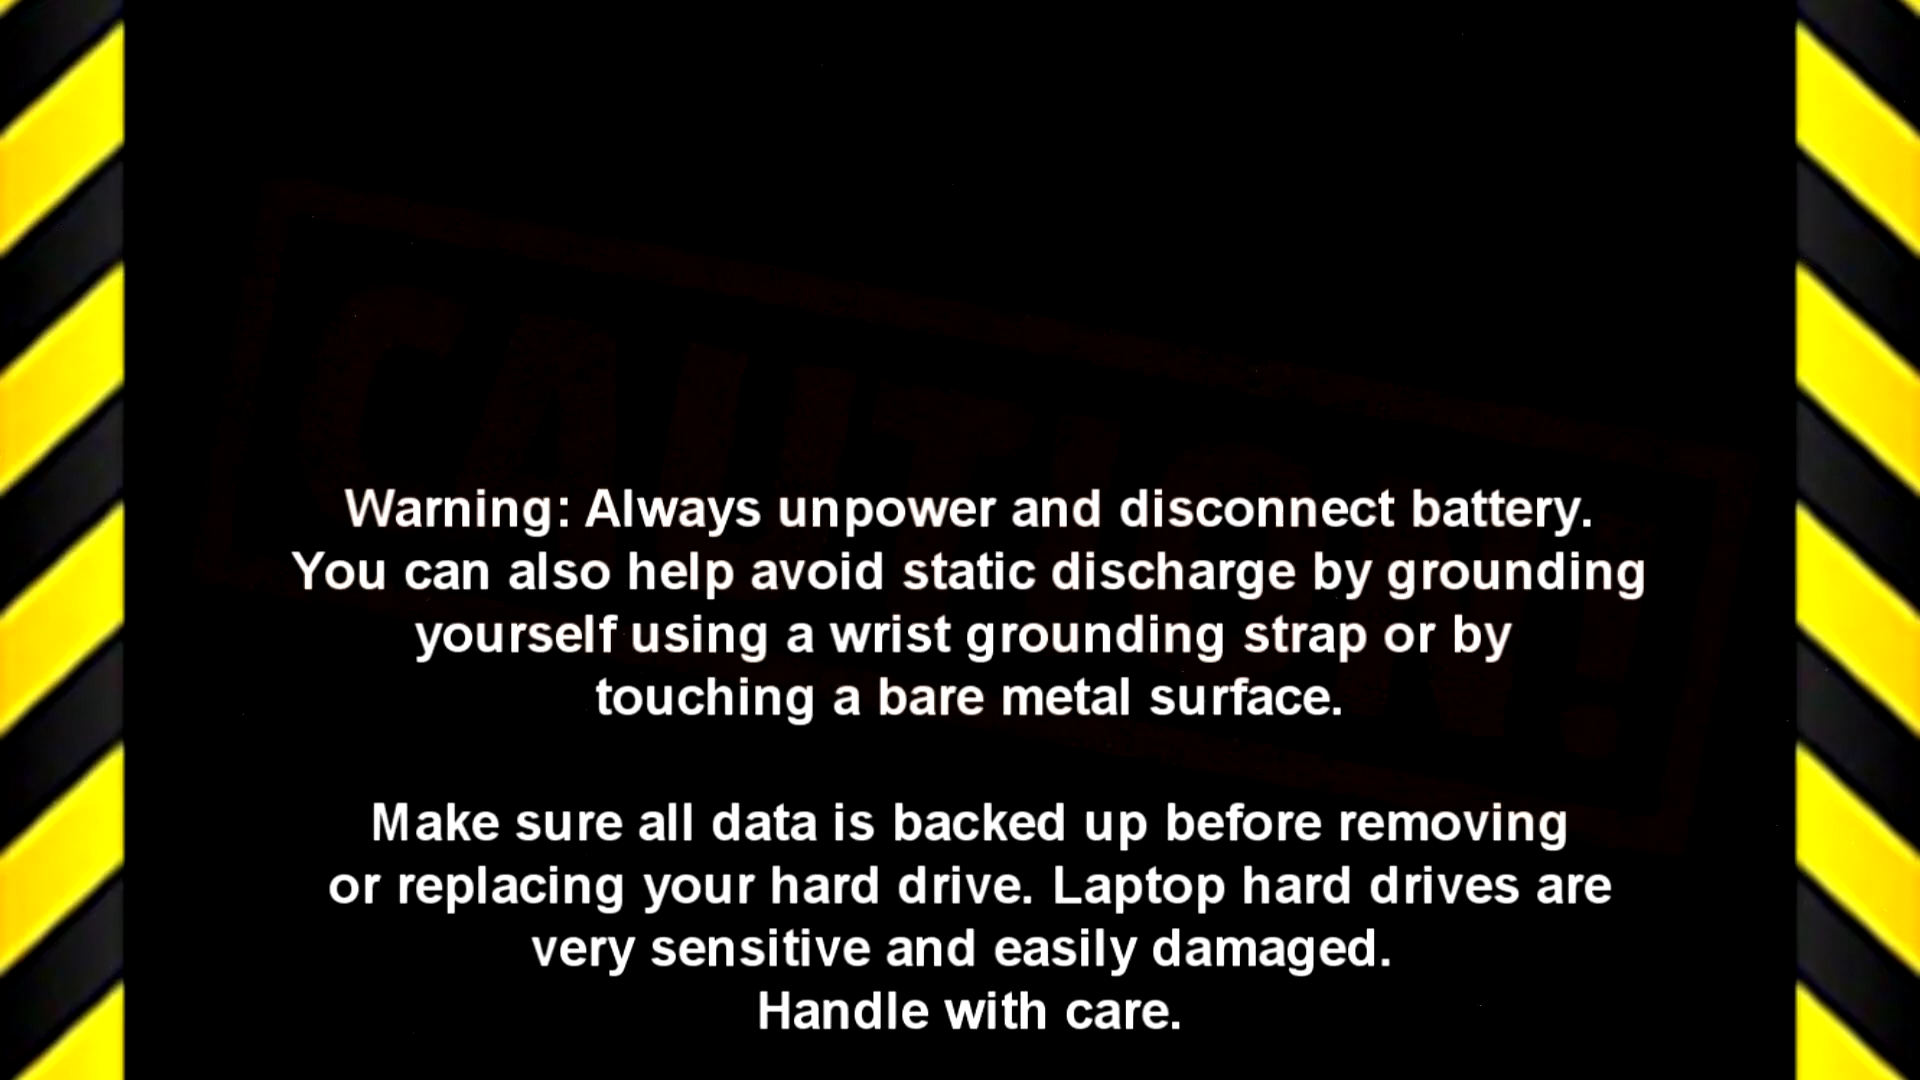 CAUTION!
Warning: Always unpower and disconnect battery.
You can also help avoid static discharge by grounding
yourself using a wrist grounding strap or by
touching a bare metal surface.
Make sure all data is backed up before removing
or replacing your hard drive. Laptop hard drives are
very sensitive and easily damaged.
Handle with care.